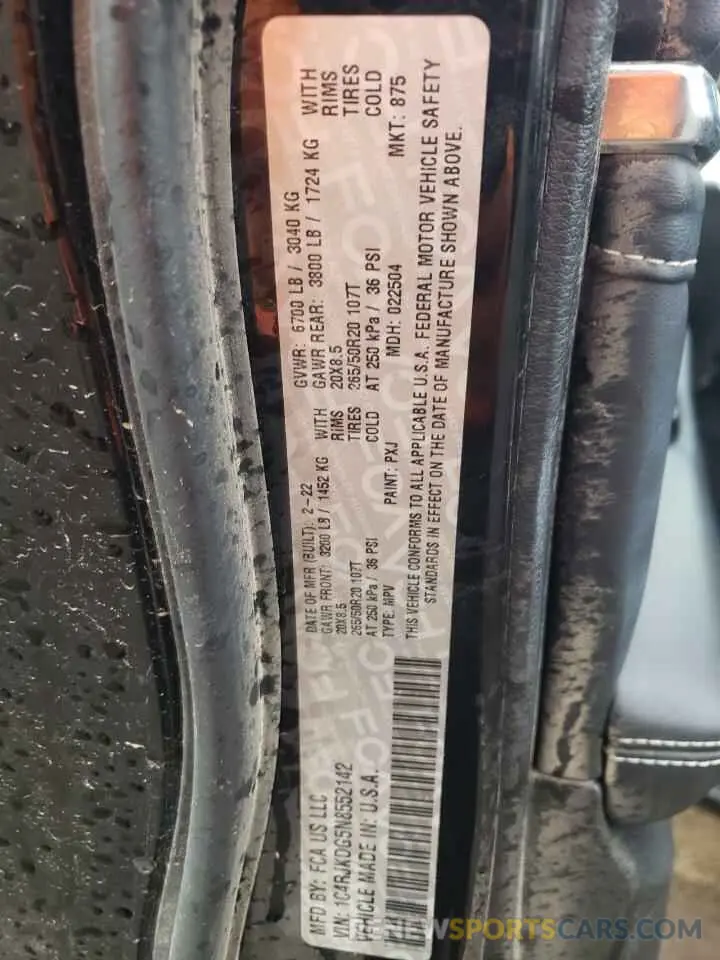 MFD BY: FCA US LLC
DATE OF MFR (BUILT): 2-22
GVWR: 6700 LB / 3040 KG
GAWR FRONT: 3200 LB / 1452 KG WITH
GAWR REAR: 3800 LB / 1724 KG WITH
20X8.5 RIMS
20X8.5 RIMS
265/50R20 107T TIRES
265/50R20 107T TIRES
AT 250 kPa / 36 PSI COLD
AT 250 kPa / 36 PSI COLD
VIN: 1C4RJKDG5N8552142
TYPE: MPV
PAINT: PXJ
MDH: 022504
MKT: 875
VEHICLE MADE IN: U.S.A.
THIS VEHICLE CONFORMS TO ALL APPLICABLE U.S.A. FEDERAL MOTOR VEHICLE SAFETY
STANDARDS IN EFFECT ON THE DATE OF MANUFACTURE SHOWN ABOVE.
NEWSPORTSCARS.COM